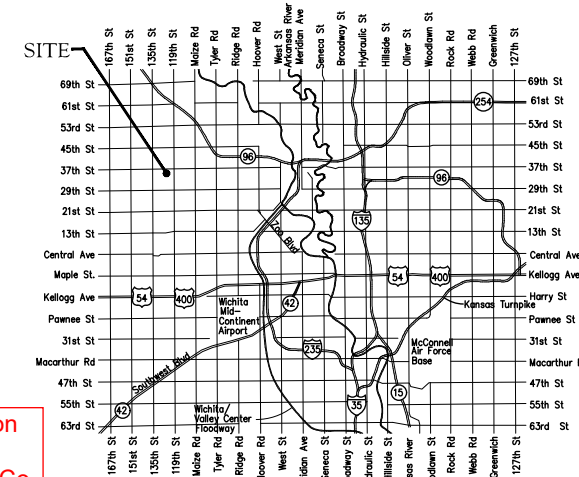 SITE
167th St
151st St
135th St
119th St
Maize Rd
Tyler Rd
Ridge Rd
Hoover Rd
West St
Arkansas River
Meridian Ave
Seneca St
Broadway St
Hydraulic St
Hillside St
Oliver St
Woodlawn St
Rock Rd
Webb Rd
Greenwich
127th St
69th St
69th St
61st St
254
61st St
53rd St
53rd St
45th St
45th St
96
37th St
37th St
96
29th St
29th St
21st St
135
21st St
13th St
Zoo Blvd
13th St
Central Ave
Central Ave
Maple St.
54
400
Kellogg Ave
Kellogg Ave
54
400
Wichita
Mid-
Continent
Airport
42
Kansas Turnpike
Harry St
Pawnee St
Pawnee St
31st St
235
McConnell
Air Force
Base
31st St
Macarthur Rd
Macarthur
47th St
Southwest Blvd
47th St
15
55th St
42
Wichita/
Valley Center
Floodway
35
55th St
63rd St
63rd St
167th St
151st St
135th St
119th St
Maize Rd
Tyler Rd
Ridge Rd
Hoover Rd
West St
idian Ave
Seneca St
oadway St
draulic St
Hillside St
sas River
odlawn St
Rock Rd
Webb Rd
Greenwich
127th St
on
Co